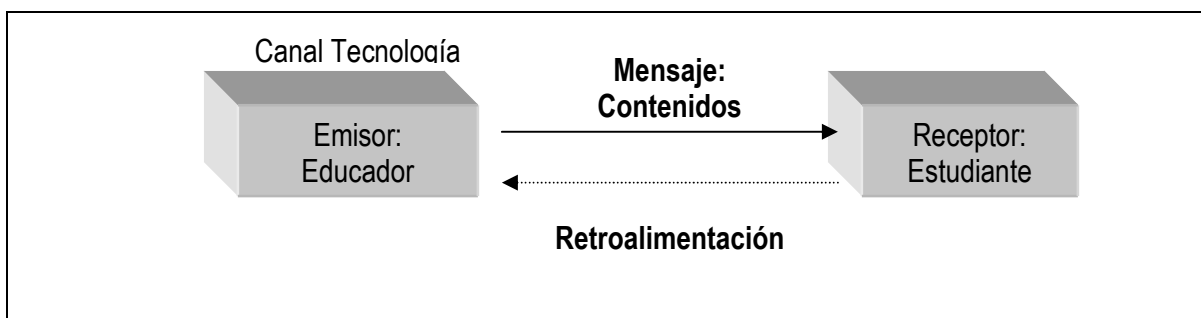 Canal Tecnología
Mensaje:
Contenidos
Emisor:
Educador
Receptor:
Estudiante
Retroalimentación